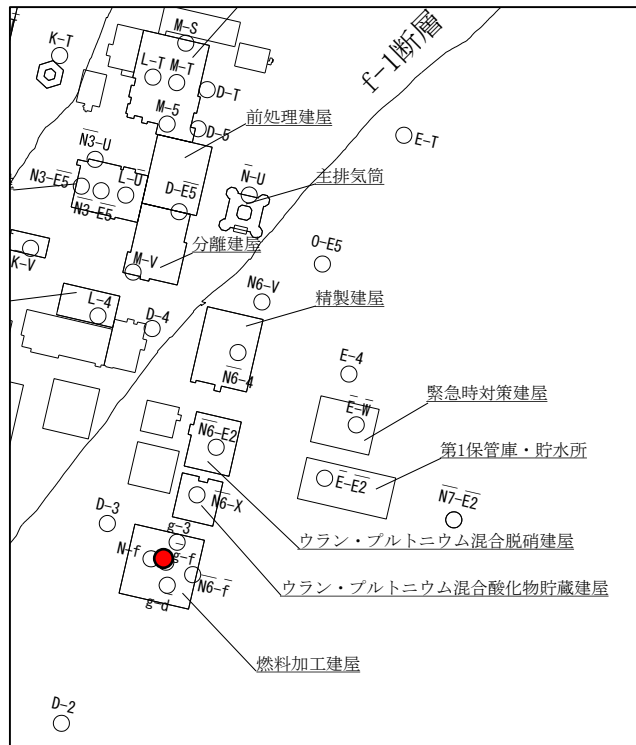 M-S
K-T
L-T
M-T
D-T
f-1断層
M-5
D-5
前処理建屋
E-T
N3-U
L-U
N-U
主排気筒
N3-E5
N3-E5
D-E5
O-E5
分離建屋
K-V
M-V
N6-V
精製建屋
L-4
D-4
N6-4
E-4
緊急時対策建屋
E-W
N6-E2
第1保管庫・貯水所
E-E2
N7-E2
D-3
N6-X
g-3
ウラン・プルトニウム混合脱硝建屋
N-f
g-f
N6-f
ウラン・プルトニウム混合酸化物貯蔵建屋
g-d
燃料加工建屋
D-2